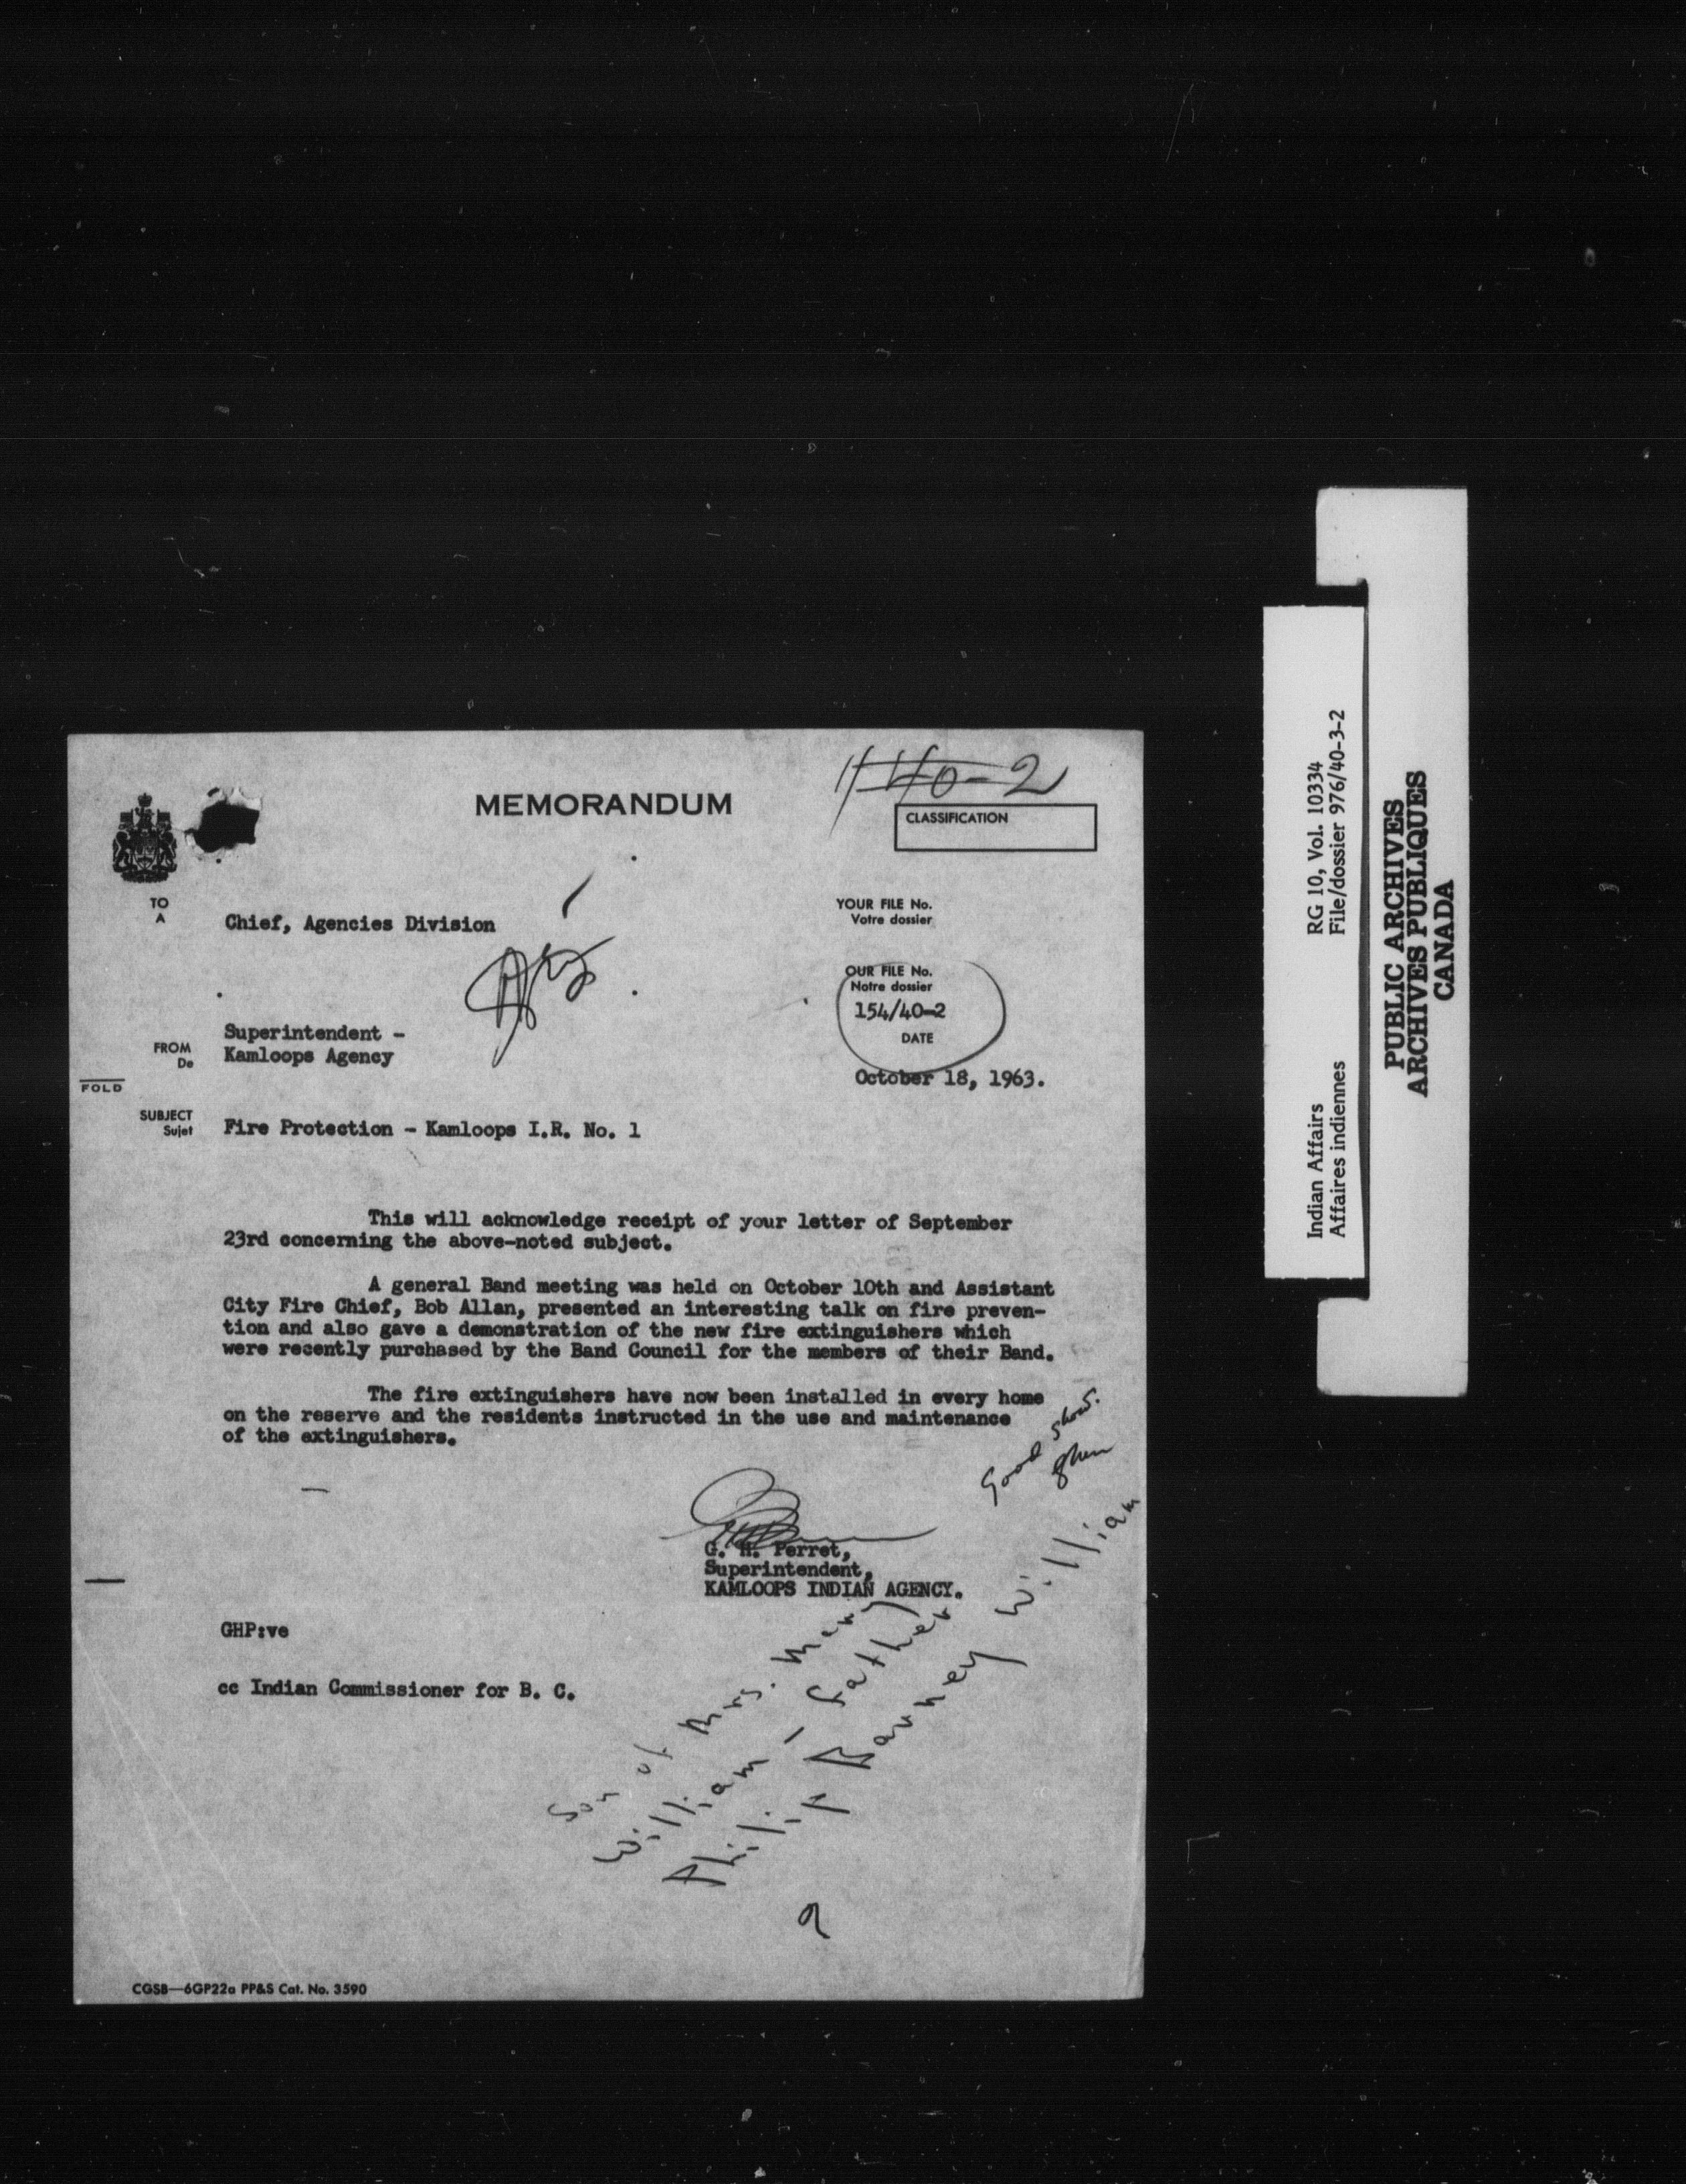 1/40-2
MEMORANDUM
CLASSIFICATION
TO
A
Chief, Agencies Division
YOUR FILE No.
Votre dossier
OUR FILE No.
Notre dossier
154/40-2
DATE
October 18, 1963.
FROM
De
Superintendent -
Kamloops Agency
FOLD
SUBJECT
Sujet
Fire Protection - Kamloops I.R. No. 1
This will acknowledge receipt of your letter of September
23rd concerning the above-noted subject.
A general Band meeting was held on October 10th and Assistant
City Fire Chief, Bob Allan, presented an interesting talk on fire preven-
tion and also gave a demonstration of the new fire extinguishers which
were recently purchased by the Band Council for the members of their Band.
The fire extinguishers have now been installed in every home
on the reserve and the residents instructed in the use and maintenance
of the extinguishers.
Good show.
G. H. Perret,
Superintendent,
KAMLOOPS INDIAN AGENCY.
GHP:ve
cc Indian Commissioner for B. C.
Son of Mrs. Mary
William - father
Philip Barney William
CGSB-6GP22a PP&S Cat. No. 3590
Indian Affairs RG 10, Vol. 10334
Affaires indiennes File/dossier 976/40-3-2
PUBLIC ARCHIVES
ARCHIVES PUBLIQUES
CANADA